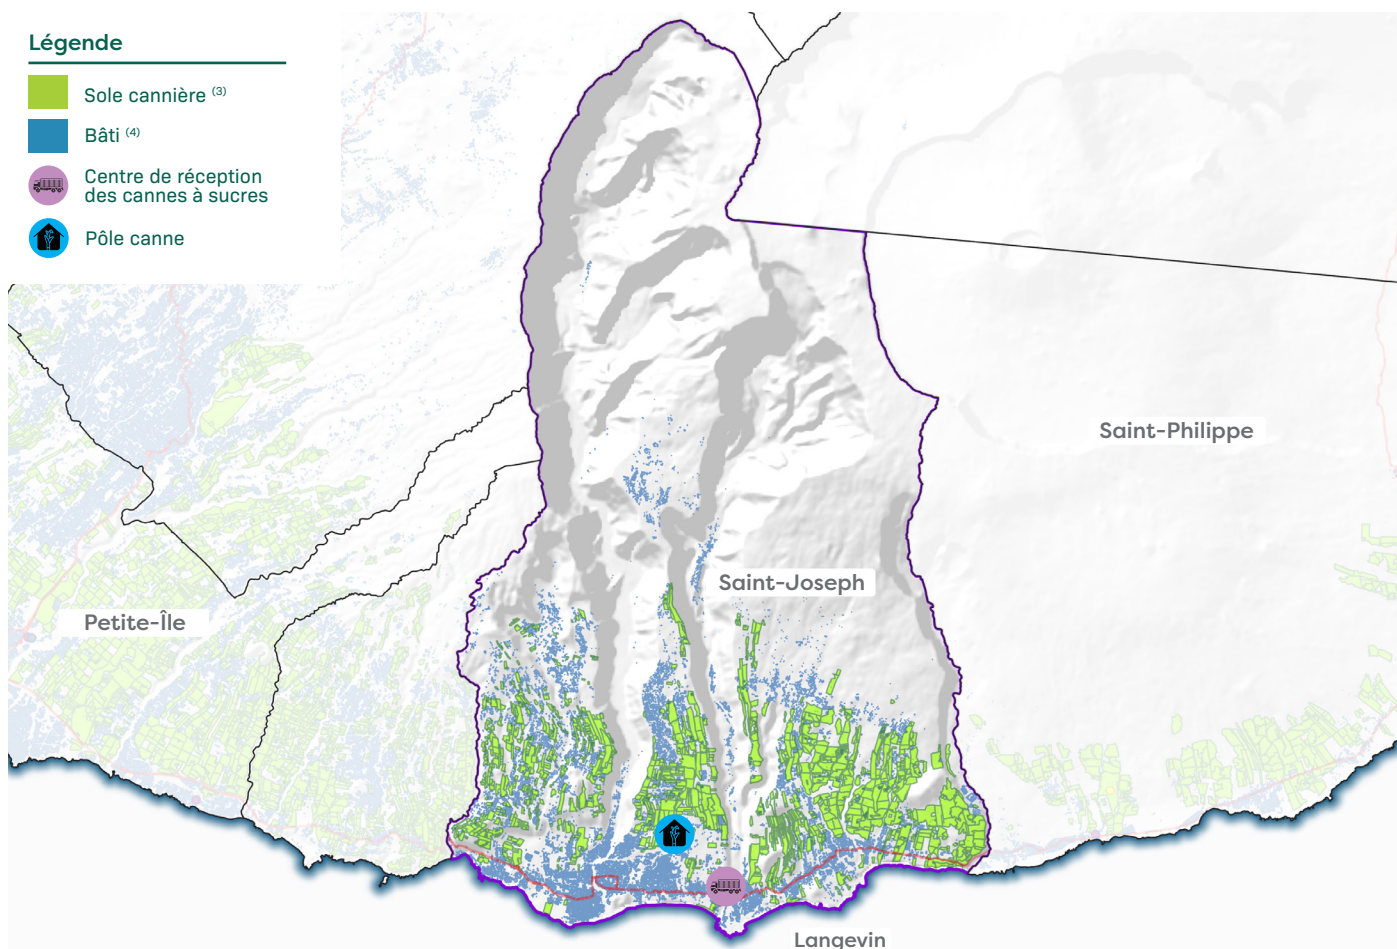 Légende
Sole cannière (3)
Bâti (4)
Centre de réception
des cannes à sucres
Pôle canne
Saint-Philippe
Saint-Joseph
Petite-Île
Langevin